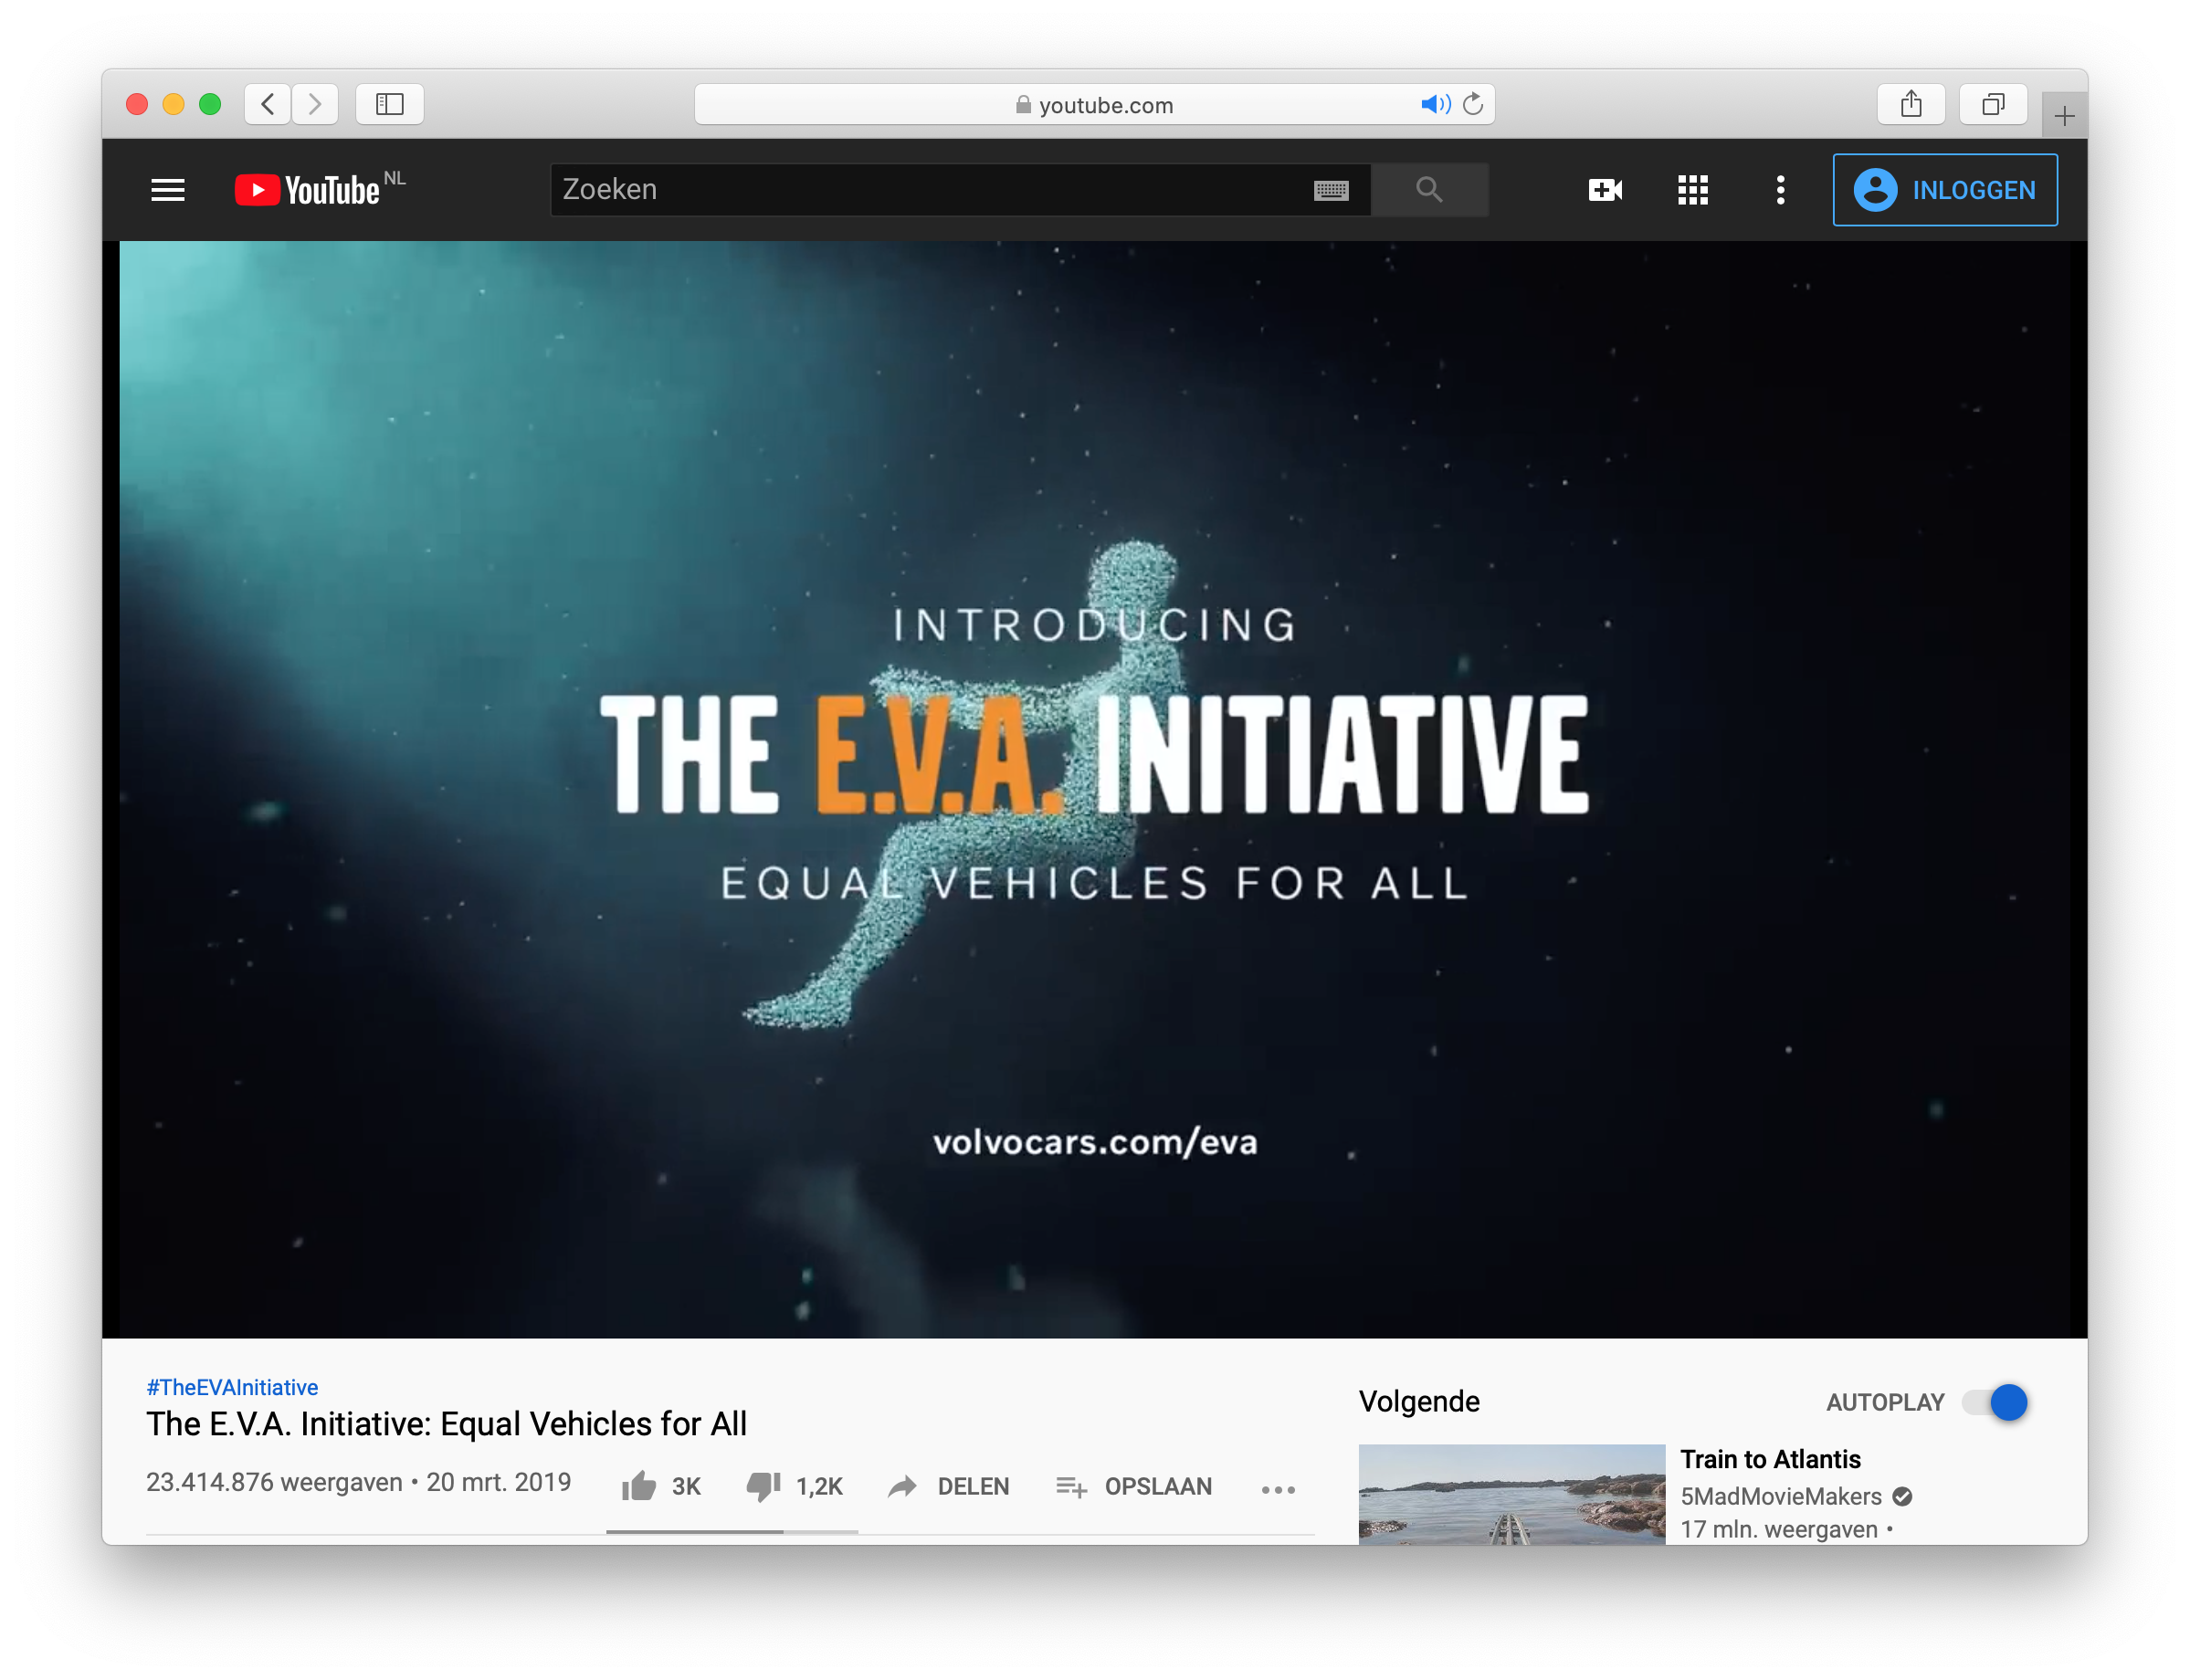 youtube.com
YouTube NL
Zoeken
INLOGGEN
INTRODUCING
THE E.V.A. INITIATIVE
EQUAL VEHICLES FOR ALL
volvocars.com/eva
#TheEVAInitiative
The E.V.A. Initiative: Equal Vehicles for All
23.414.876 weergaven • 20 mrt. 2019
3K
1,2K
DELEN
OPSLAAN
Volgende
AUTOPLAY
Train to Atlantis
5MadMovieMakers
17 mln. weergaven •